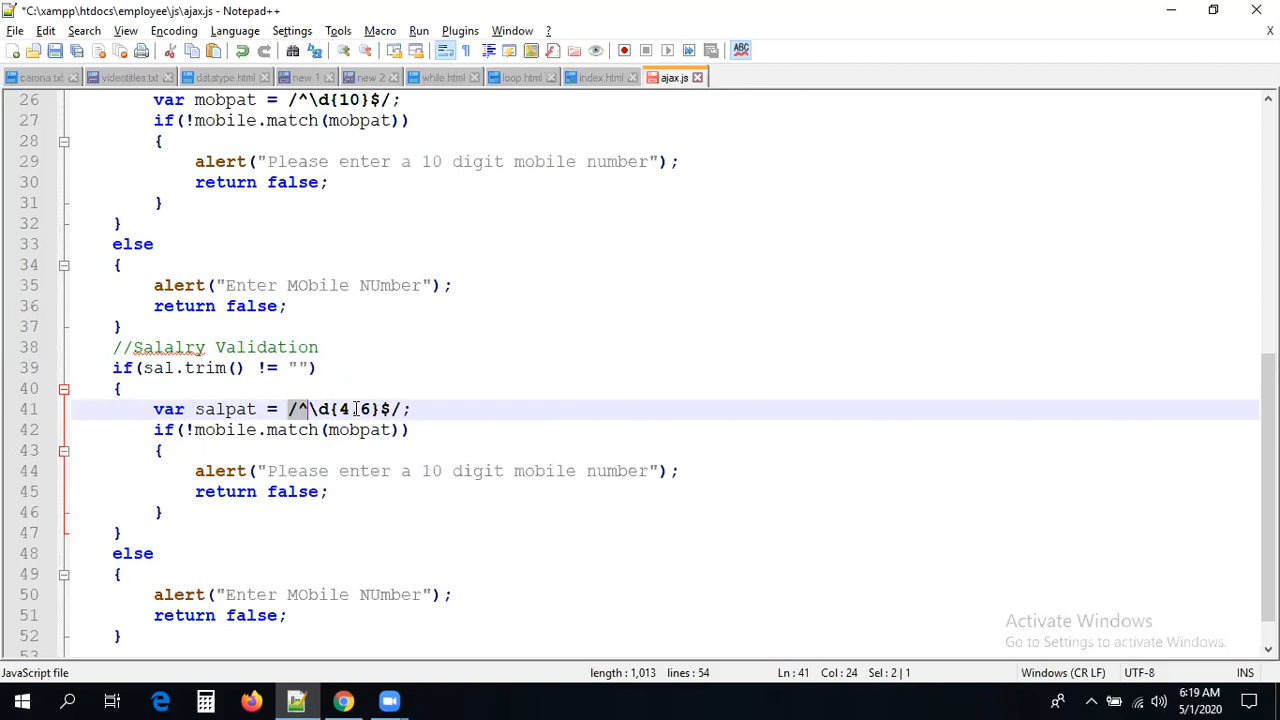 *C:\xampp\htdocs\employee\js\ajax.js - Notepad++
File Edit Search View Encoding Language Settings Tools Macro Run Plugins Window ? X
carona.txt videotitles.txt datatype.html new 1 new 2 while.html loop.html index.html ajax.js
26 var mobpat = /^\d{10}$/;
27 if(!mobile.match(mobpat))
28 {
29 alert("Please enter a 10 digit mobile number");
30 return false;
31 }
32 }
33 else
34 {
35 alert("Enter MObile NUmber");
36 return false;
37 }
38 //Salalry Validation
39 if(sal.trim() != "")
40 {
41 var salpat = /^\d{4,6}$/;
42 if(!mobile.match(mobpat))
43 {
44 alert("Please enter a 10 digit mobile number");
45 return false;
46 }
47 }
48 else
49 {
50 alert("Enter MObile NUmber");
51 return false;
52 }
53
Activate Windows
Go to Settings to activate Windows.
JavaScript file length : 1,013 lines : 54 Ln : 41 Col : 24 Sel : 2 | 1 Windows (CR LF) UTF-8 INS
6:19 AM
5/1/2020